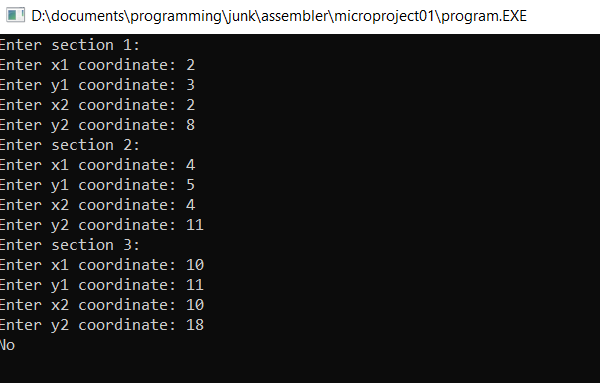 D:\documents\programming\junk\assembler\microproject01\program.EXE
Enter section 1:
Enter x1 coordinate: 2
Enter y1 coordinate: 3
Enter x2 coordinate: 2
Enter y2 coordinate: 8
Enter section 2:
Enter x1 coordinate: 4
Enter y1 coordinate: 5
Enter x2 coordinate: 4
Enter y2 coordinate: 11
Enter section 3:
Enter x1 coordinate: 10
Enter y1 coordinate: 11
Enter x2 coordinate: 10
Enter y2 coordinate: 18
No